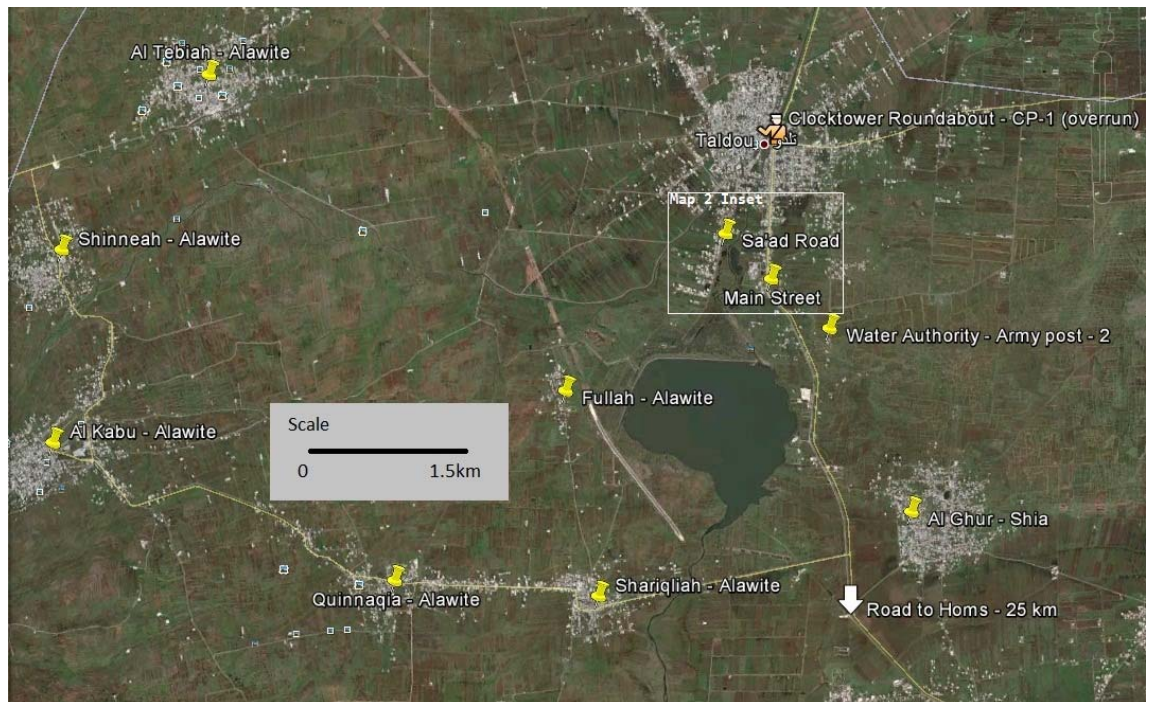 Al Tebiah - Alawite
Clocktower Roundabout - CP-1 (overrun)
Taldou
Map 2 Inset
Shinneah - Alawite
Sa'ad Road
Main Street
Water Authority - Army post - 2
Fullah - Alawite
Scale
0 1.5km
Al Kabu - Alawite
Al Ghur - Shia
Shariqliah - Alawite
Quinnaqia - Alawite
Road to Homs - 25 km